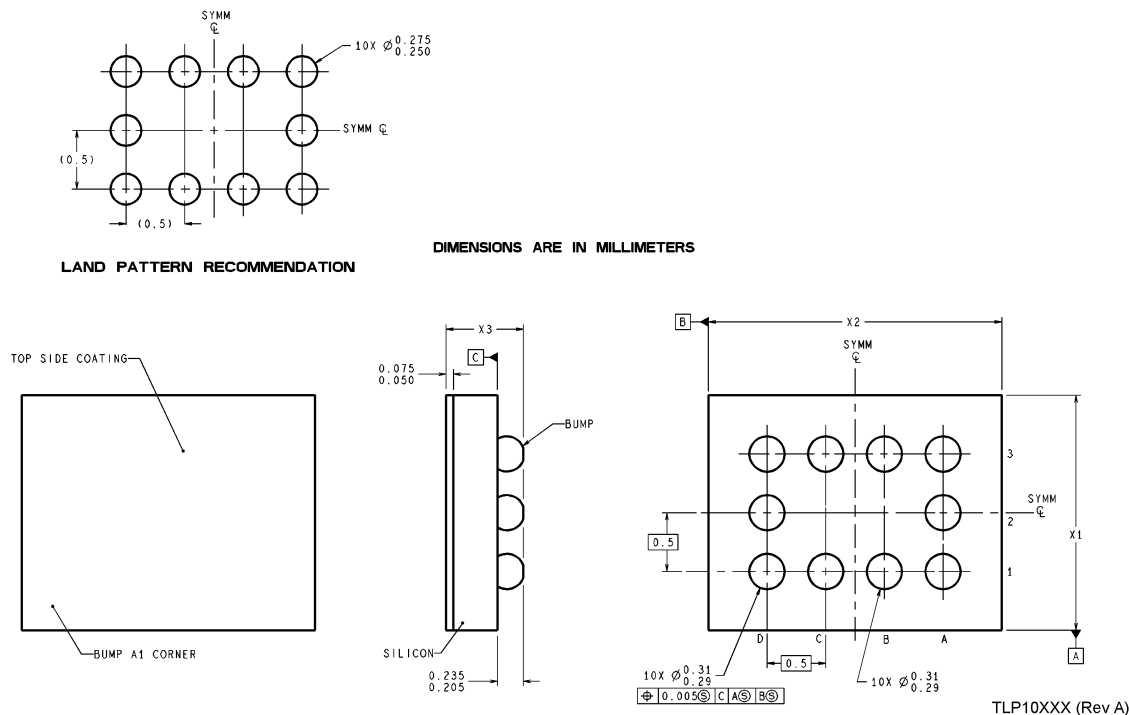 SYMM
℄
10X Ø0.275
0.250
SYMM ℄
(0.5)
(0.5)
LAND PATTERN RECOMMENDATION
DIMENSIONS ARE IN MILLIMETERS
TOP SIDE COATING
BUMP A1 CORNER
X3
C
0.075
0.050
BUMP
SILICON
0.235
0.205
B
X2
SYMM
℄
3
SYMM
℄
2
X1
0.5
1
D C B A
A
0.5
10X Ø0.31
0.29
⌖ 0.005Ⓢ C AⓈ BⓈ
10X Ø0.31
0.29
TLP10XXX (Rev A)